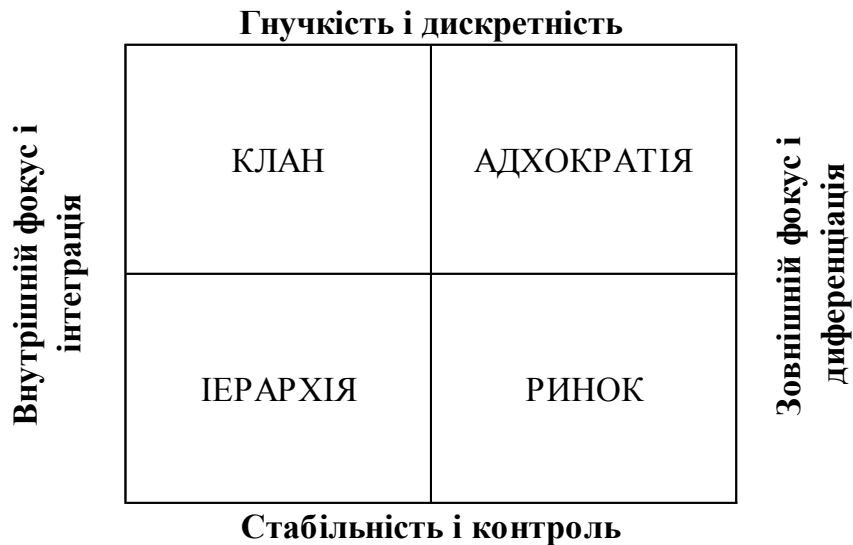 Гнучкість і дискретність
Внутрішній фокус і
інтеграція
КЛАН
АДХОКРАТІЯ
Зовнішній фокус і
диференціація
ІЕРАРХІЯ
РИНОК
Стабільність і контроль